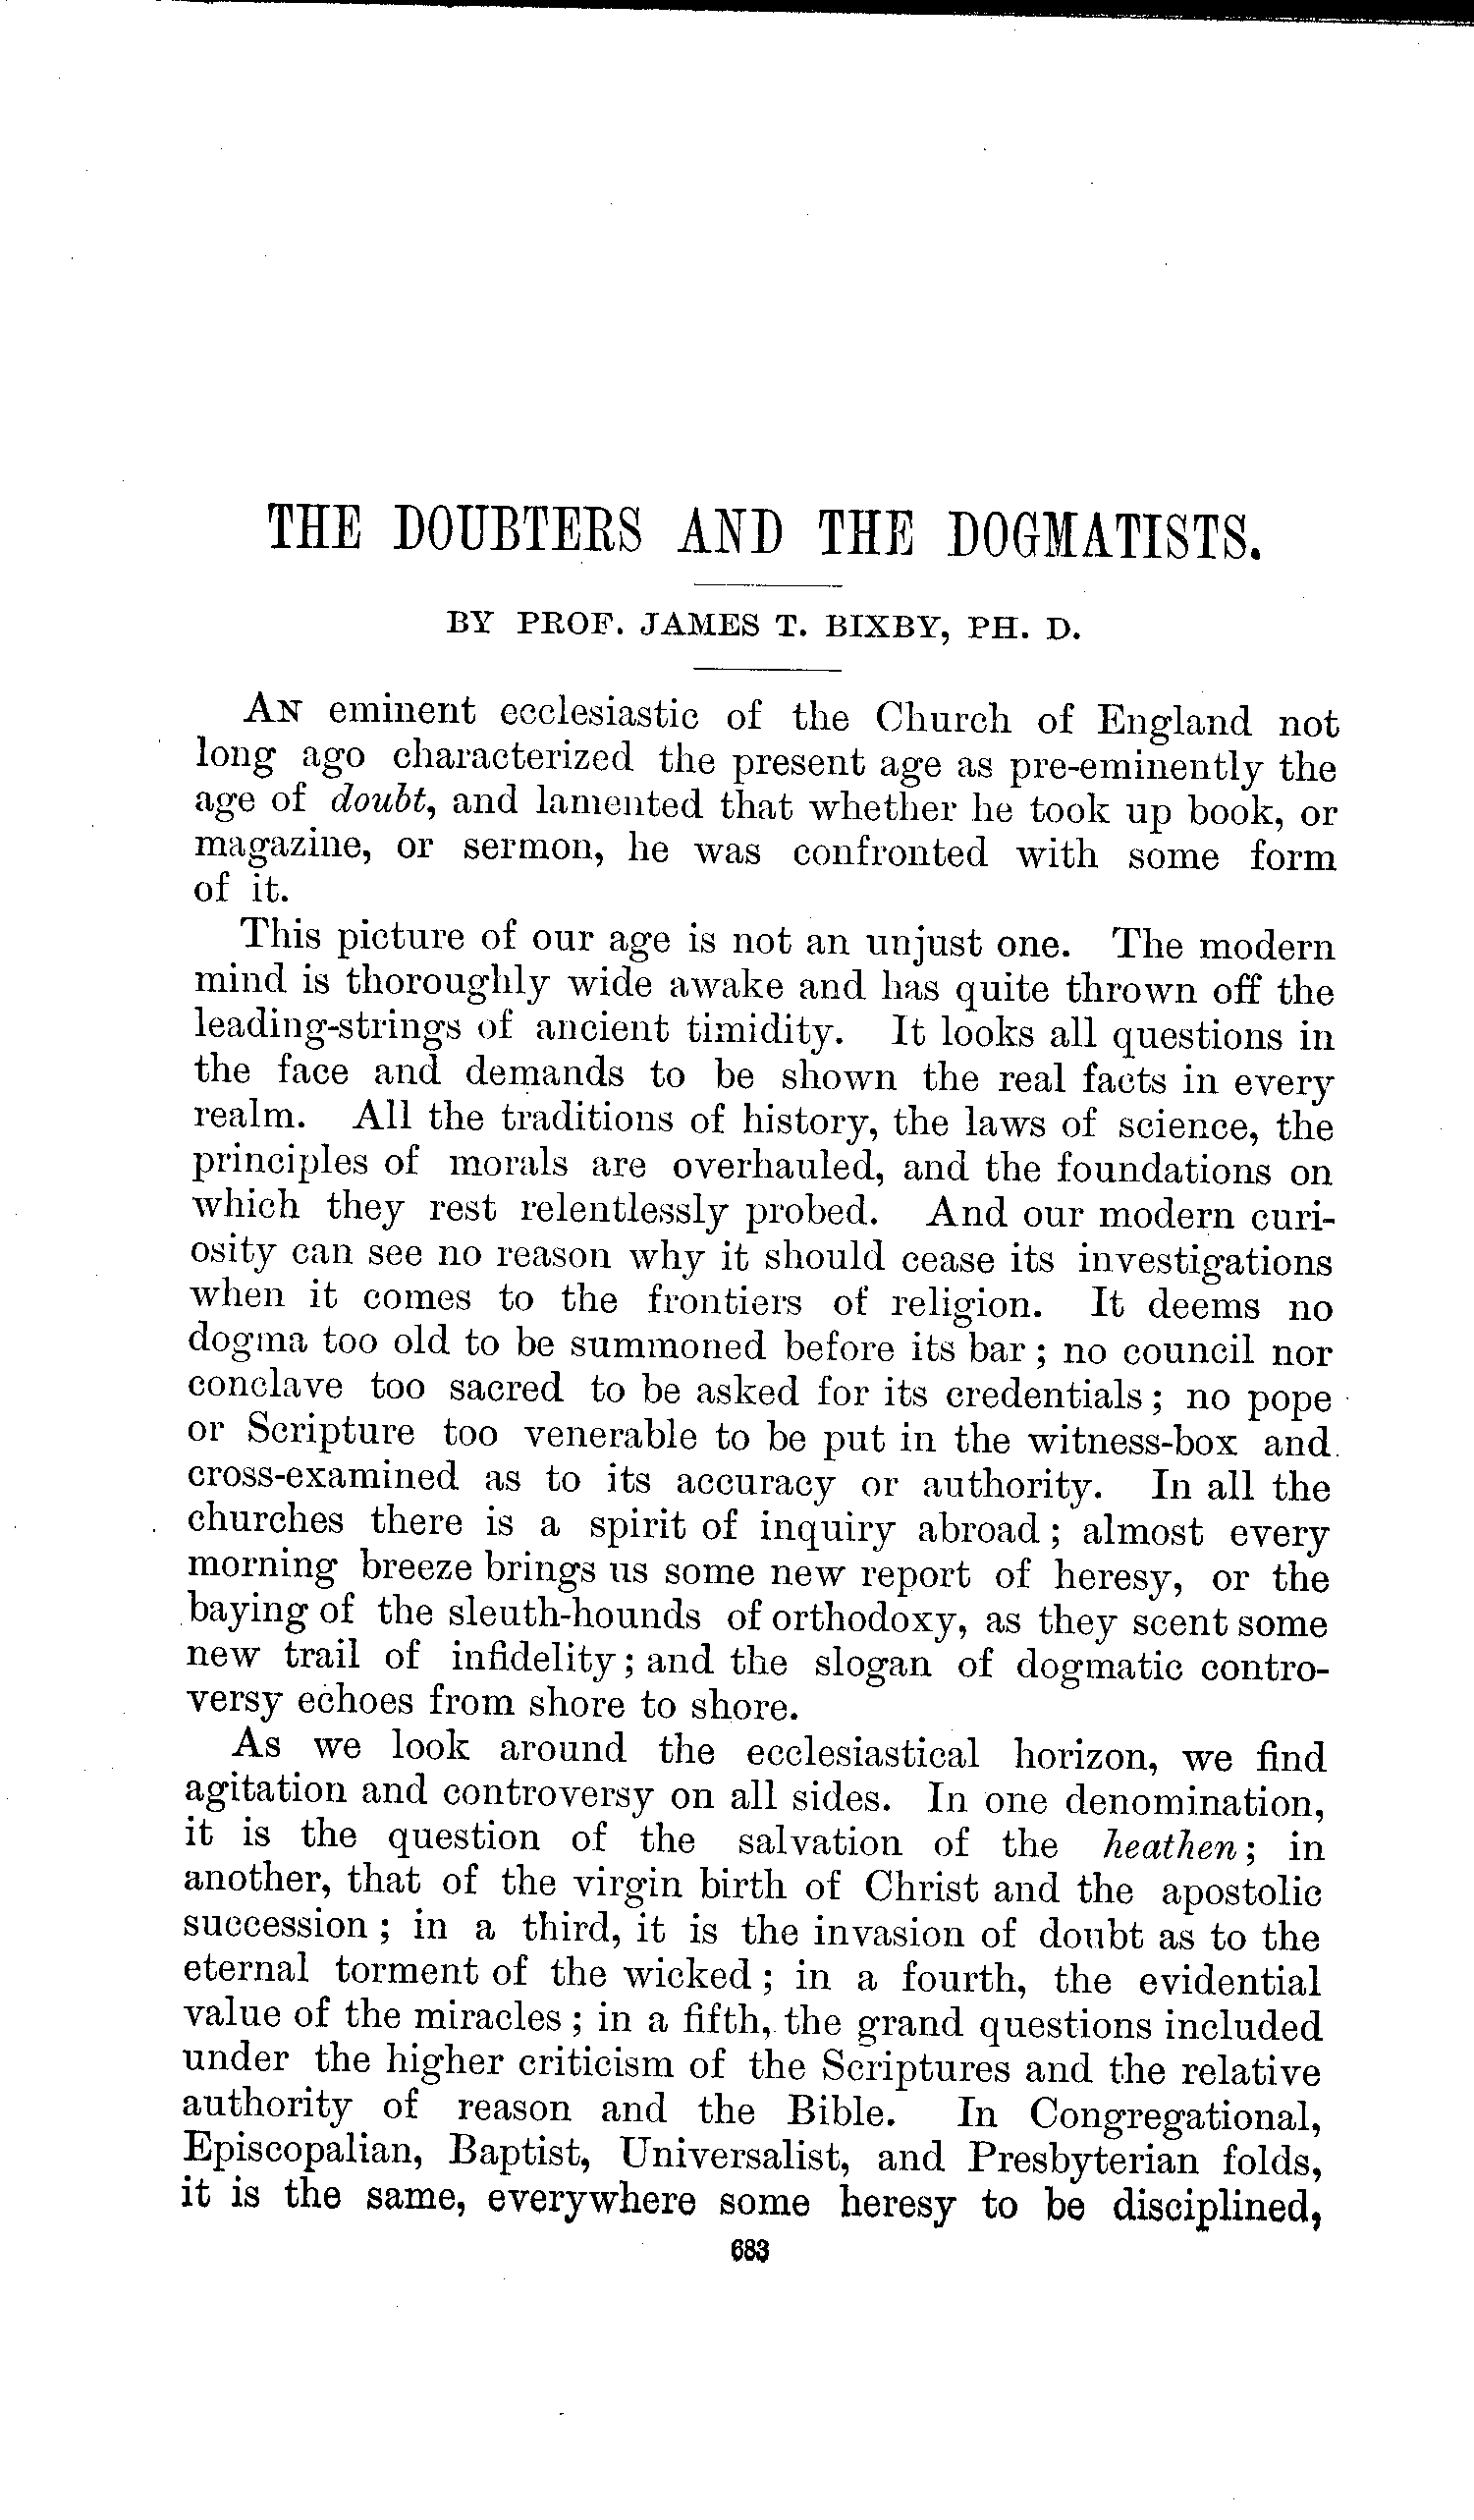 THE DOUBTERS AND THE DOGMATISTS.
BY PROF. JAMES T. BIXBY, PH. D.
AN eminent ecclesiastic of the Church of England not
long ago characterized the present age as pre-eminently the
age of doubt, and lamented that whether he took up book, or
magazine, or sermon, he was confronted with some form
of it.
This picture of our age is not an unjust one. The modern
mind is thoroughly wide awake and has quite thrown off the
leading-strings of ancient timidity. It looks all questions in
the face and demands to be shown the real facts in every
realm. All the traditions of history, the laws of science, the
principles of morals are overhauled, and the foundations on
which they rest relentlessly probed. And our modern curi-
osity can see no reason why it should cease its investigations
when it comes to the frontiers of religion. It deems no
dogma too old to be summoned before its bar; no council nor
conclave too sacred to be asked for its credentials; no pope
or Scripture too venerable to be put in the witness-box and
cross-examined as to its accuracy or authority. In all the
churches there is a spirit of inquiry abroad; almost every
morning breeze brings us some new report of heresy, or the
baying of the sleuth-hounds of orthodoxy, as they scent some
new trail of infidelity; and the slogan of dogmatic contro-
versy echoes from shore to shore.
As we look around the ecclesiastical horizon, we find
agitation and controversy on all sides. In one denomination,
it is the question of the salvation of the heathen; in
another, that of the virgin birth of Christ and the apostolic
succession; in a third, it is the invasion of doubt as to the
eternal torment of the wicked; in a fourth, the evidential
value of the miracles; in a fifth, the grand questions included
under the higher criticism of the Scriptures and the relative
authority of reason and the Bible. In Congregational,
Episcopalian, Baptist, Universalist, and Presbyterian folds,
it is the same, everywhere some heresy to be disciplined,
683